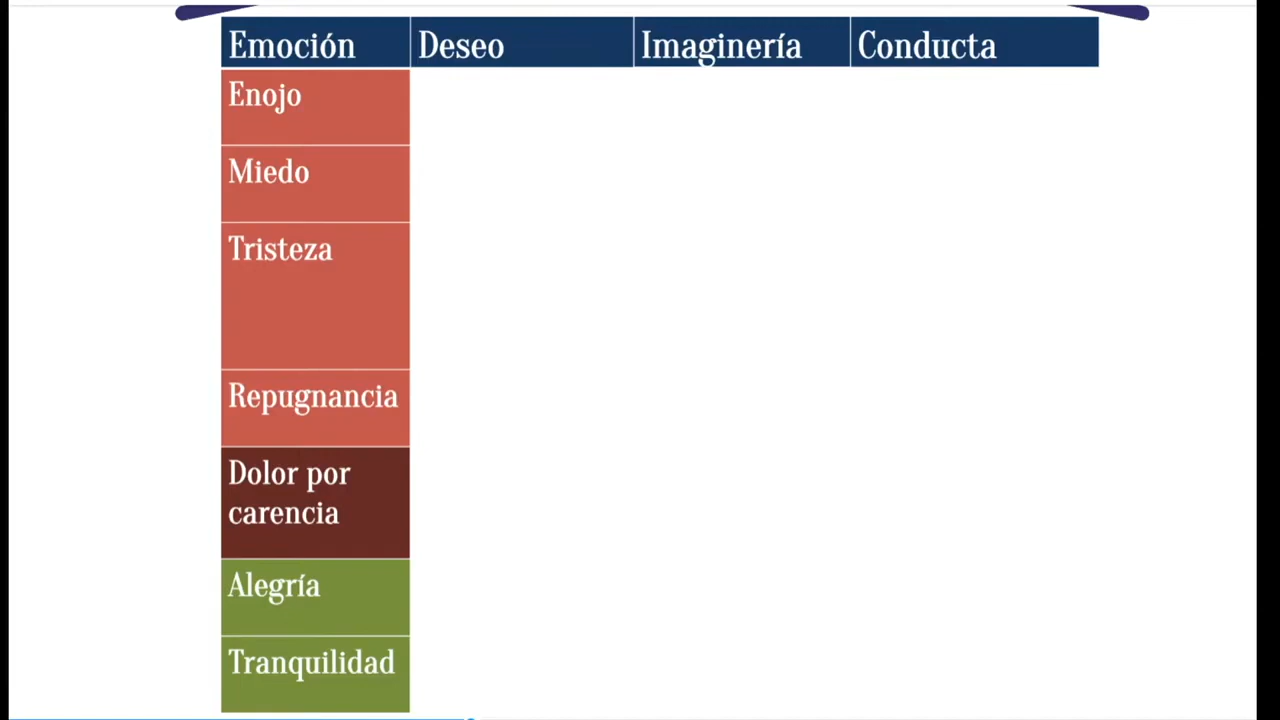 Emoción Deseo Imaginería Conducta
Enojo
Miedo
Tristeza
Repugnancia
Dolor por
carencia
Alegría
Tranquilidad